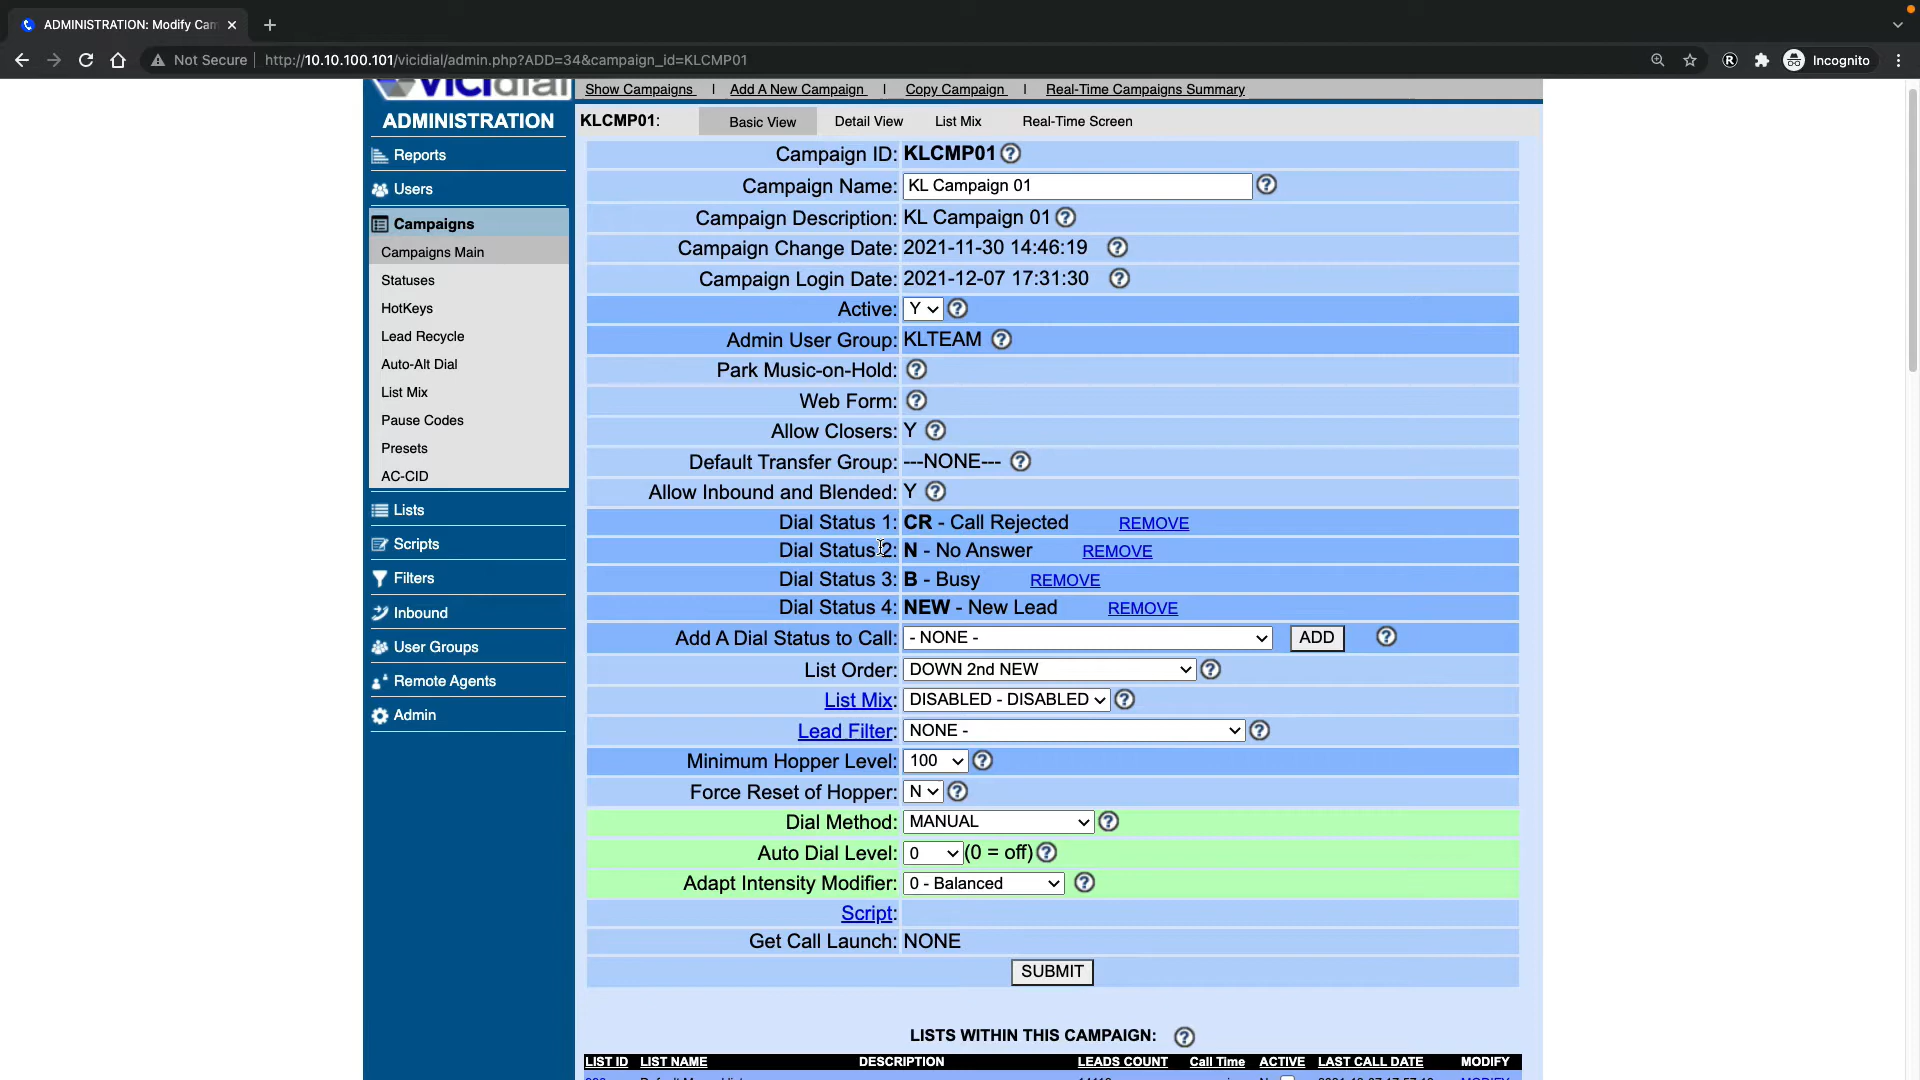 ADMINISTRATION: Modify Cam
Not Secure http://10.10.100.101/vicidial/admin.php?ADD=34&campaign_id=KLCMP01 Incognito
vicidial
ADMINISTRATION
Reports
Users
Campaigns
Campaigns Main
Statuses
HotKeys
Lead Recycle
Auto-Alt Dial
List Mix
Pause Codes
Presets
AC-CID
Lists
Scripts
Filters
Inbound
User Groups
Remote Agents
Admin
Show Campaigns | Add A New Campaign | Copy Campaign | Real-Time Campaigns Summary
KLCMP01: Basic View Detail View List Mix Real-Time Screen
Campaign ID: KLCMP01
Campaign Name: KL Campaign 01
Campaign Description: KL Campaign 01
Campaign Change Date: 2021-11-30 14:46:19
Campaign Login Date: 2021-12-07 17:31:30
Active: Y
Admin User Group: KLTEAM
Park Music-on-Hold:
Web Form:
Allow Closers: Y
Default Transfer Group: ---NONE---
Allow Inbound and Blended: Y
Dial Status 1: CR - Call Rejected REMOVE
Dial Status 2: N - No Answer REMOVE
Dial Status 3: B - Busy REMOVE
Dial Status 4: NEW - New Lead REMOVE
Add A Dial Status to Call: - NONE - ADD
List Order: DOWN 2nd NEW
List Mix: DISABLED - DISABLED
Lead Filter: NONE -
Minimum Hopper Level: 100
Force Reset of Hopper: N
Dial Method: MANUAL
Auto Dial Level: 0 (0 = off)
Adapt Intensity Modifier: 0 - Balanced
Script:
Get Call Launch: NONE
SUBMIT
LISTS WITHIN THIS CAMPAIGN:
LIST ID LIST NAME DESCRIPTION LEADS COUNT Call Time ACTIVE LAST CALL DATE MODIFY